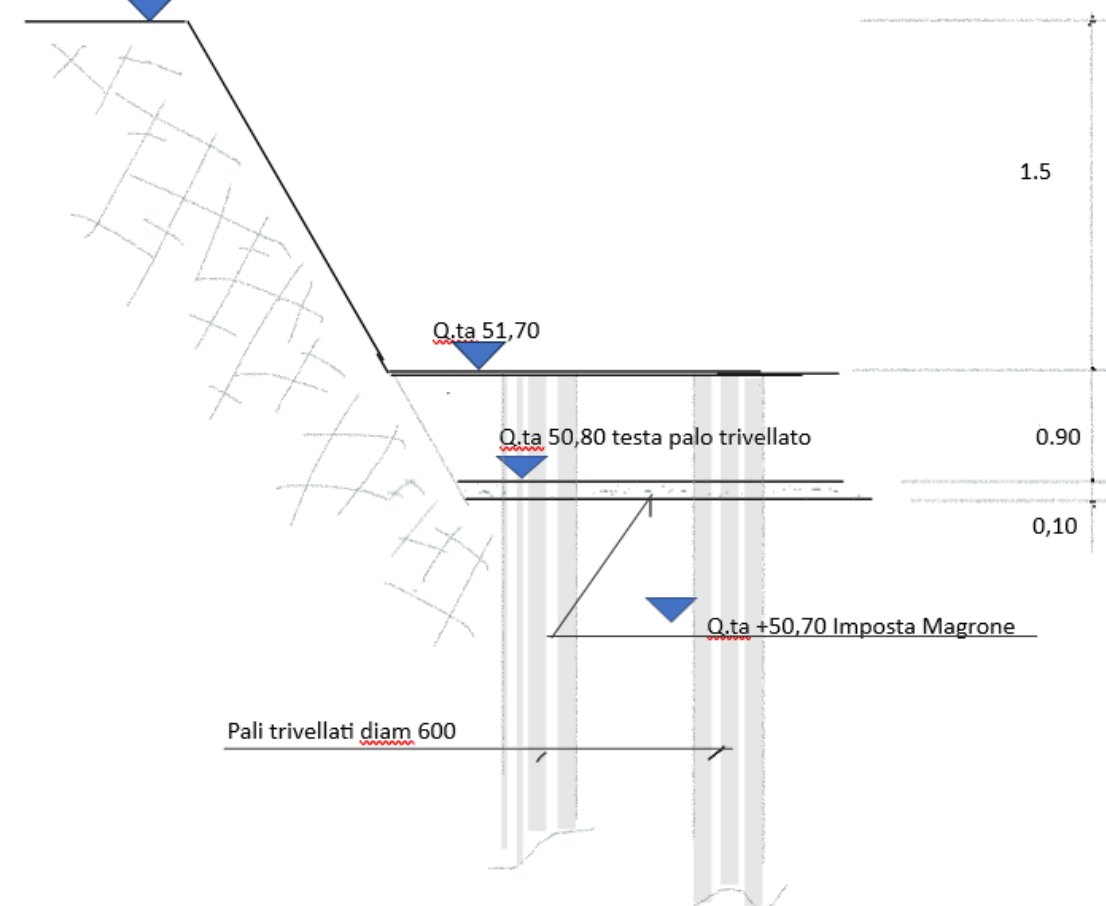 1.5
Q.ta 51,70
Q.ta 50,80 testa palo trivellato
0.90
0,10
Q.ta +50,70 Imposta Magrone
Pali trivellati diam 600